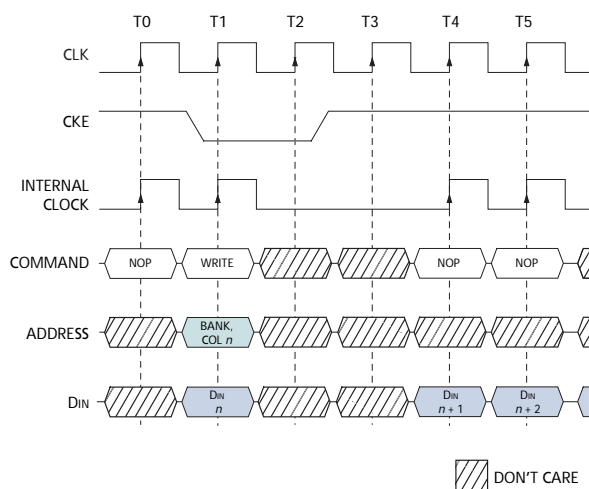 T0 T1 T2 T3 T4 T5
CLK
CKE
INTERNAL
CLOCK
COMMAND NOP WRITE NOP NOP
ADDRESS BANK,
COL n
DIN DIN DIN DIN
n n + 1 n + 2
DON'T CARE